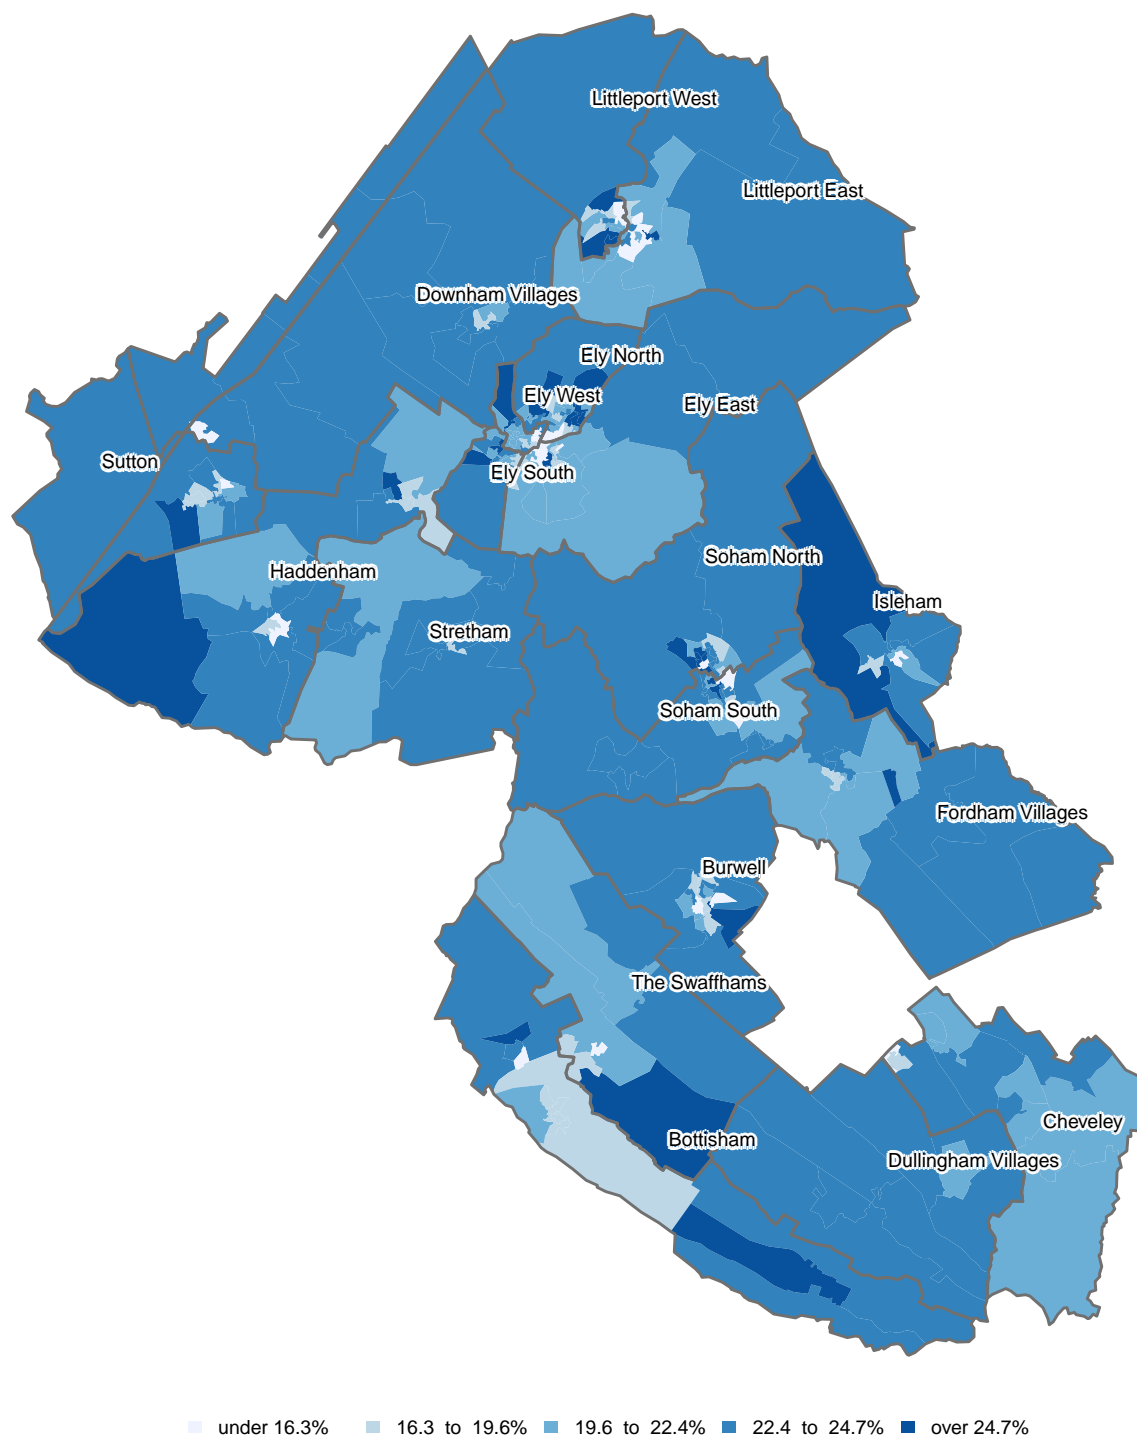 Littleport West
Littleport East
Downham Villages
Ely North
Ely West
Ely East
Sutton
Ely South
Soham North
Haddenham
Isleham
Stretham
Soham South
Fordham Villages
Burwell
The Swaffhams
Cheveley
Bottisham
Dullingham Villages
under 16.3% 16.3 to 19.6% 19.6 to 22.4% 22.4 to 24.7% over 24.7%